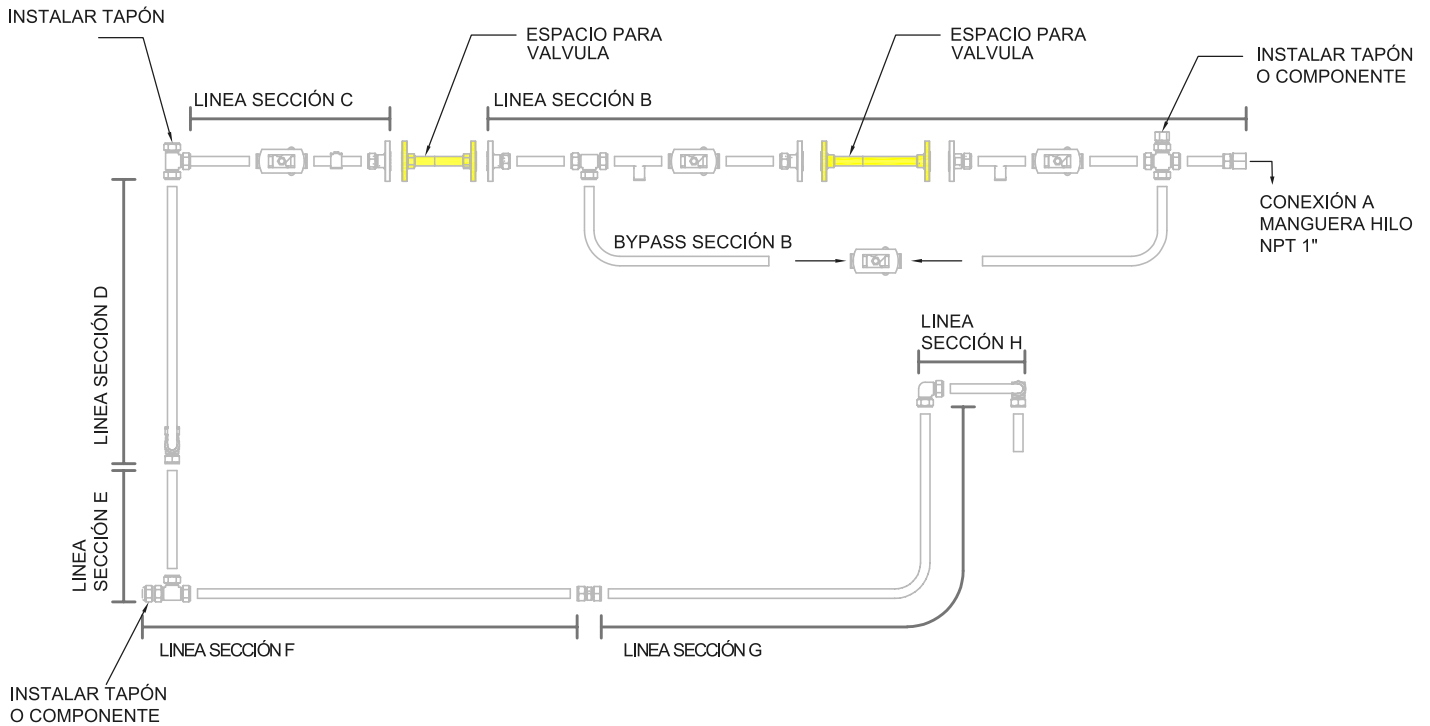 INSTALAR TAPÓN
ESPACIO PARA
VALVULA
ESPACIO PARA
VALVULA
INSTALAR TAPÓN
O COMPONENTE
LINEA SECCIÓN C
LINEA SECCIÓN B
CONEXIÓN A
MANGUERA HILO
NPT 1"
BYPASS SECCIÓN B
LINEA SECCIÓN D
LINEA
SECCIÓN H
LINEA
SECCIÓN E
LINEA SECCIÓN F
LINEA SECCIÓN G
INSTALAR TAPÓN
O COMPONENTE